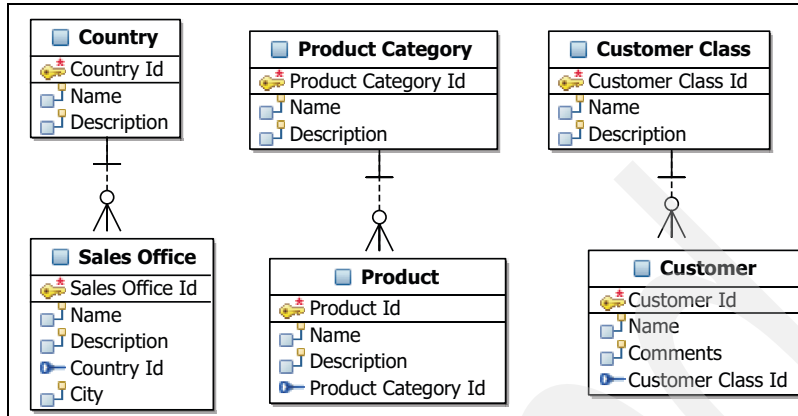 Country
Country Id
Name
Description
Product Category
Product Category Id
Name
Description
Customer Class
Customer Class Id
Name
Description
Sales Office
Sales Office Id
Name
Description
Country Id
City
Product
Product Id
Name
Description
Product Category Id
Customer
Customer Id
Name
Comments
Customer Class Id